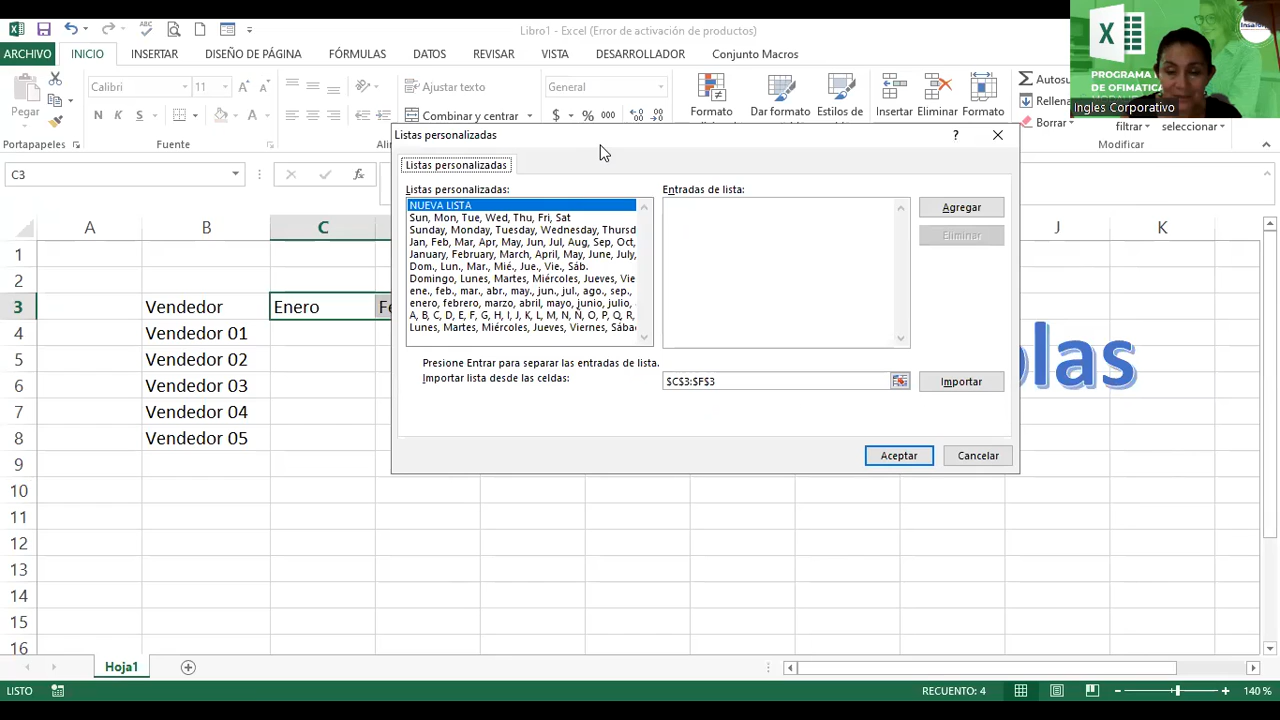 Libro1 - Excel (Error de activación de productos)
ARCHIVO INICIO INSERTAR DISEÑO DE PÁGINA FÓRMULAS DATOS REVISAR VISTA DESARROLLADOR Conjunto Macros
PROGRAMA
DE OFIMATICA
Ingles Corporativo
Pegar
Calibri 11
Ajustar texto
General
Combinar y centrar
$ % 000
Formato Dar formato Estilos de
Insertar Eliminar Formato
Autosu
Rellena
Borrar
filtrar seleccionar
Portapapeles Fuente Ali Modificar
C3
Listas personalizadas
Listas personalizadas
Listas personalizadas:
NUEVA LISTA
Sun, Mon, Tue, Wed, Thu, Fri, Sat
Sunday, Monday, Tuesday, Wednesday, Thursd
Jan, Feb, Mar, Apr, May, Jun, Jul, Aug, Sep, Oct,
January, February, March, April, May, June, July,
Dom., Lun., Mar., Mié., Jue., Vie., Sáb.
Domingo, Lunes, Martes, Miércoles, Jueves, Vie
ene., feb., mar., abr., may., jun., jul., ago., sep.,
enero, febrero, marzo, abril, mayo, junio, julio,
A, B, C, D, E, F, G, H, I, J, K, L, M, N, Ñ, O, P, Q, R,
Lunes, Martes, Miércoles, Jueves, Viernes, Sába
Entradas de lista:
Agregar
Eliminar
Presione Entrar para separar las entradas de lista.
Importar lista desde las celdas:
$C$3:$F$3
Importar
Aceptar
Cancelar
A B C J K
1
2
3 Vendedor Enero Fe
4 Vendedor 01
5 Vendedor 02
6 Vendedor 03
7 Vendedor 04
8 Vendedor 05
9
10
11
12
13
14
15
16
olas
Hoja1
LISTO
RECUENTO: 4
140 %